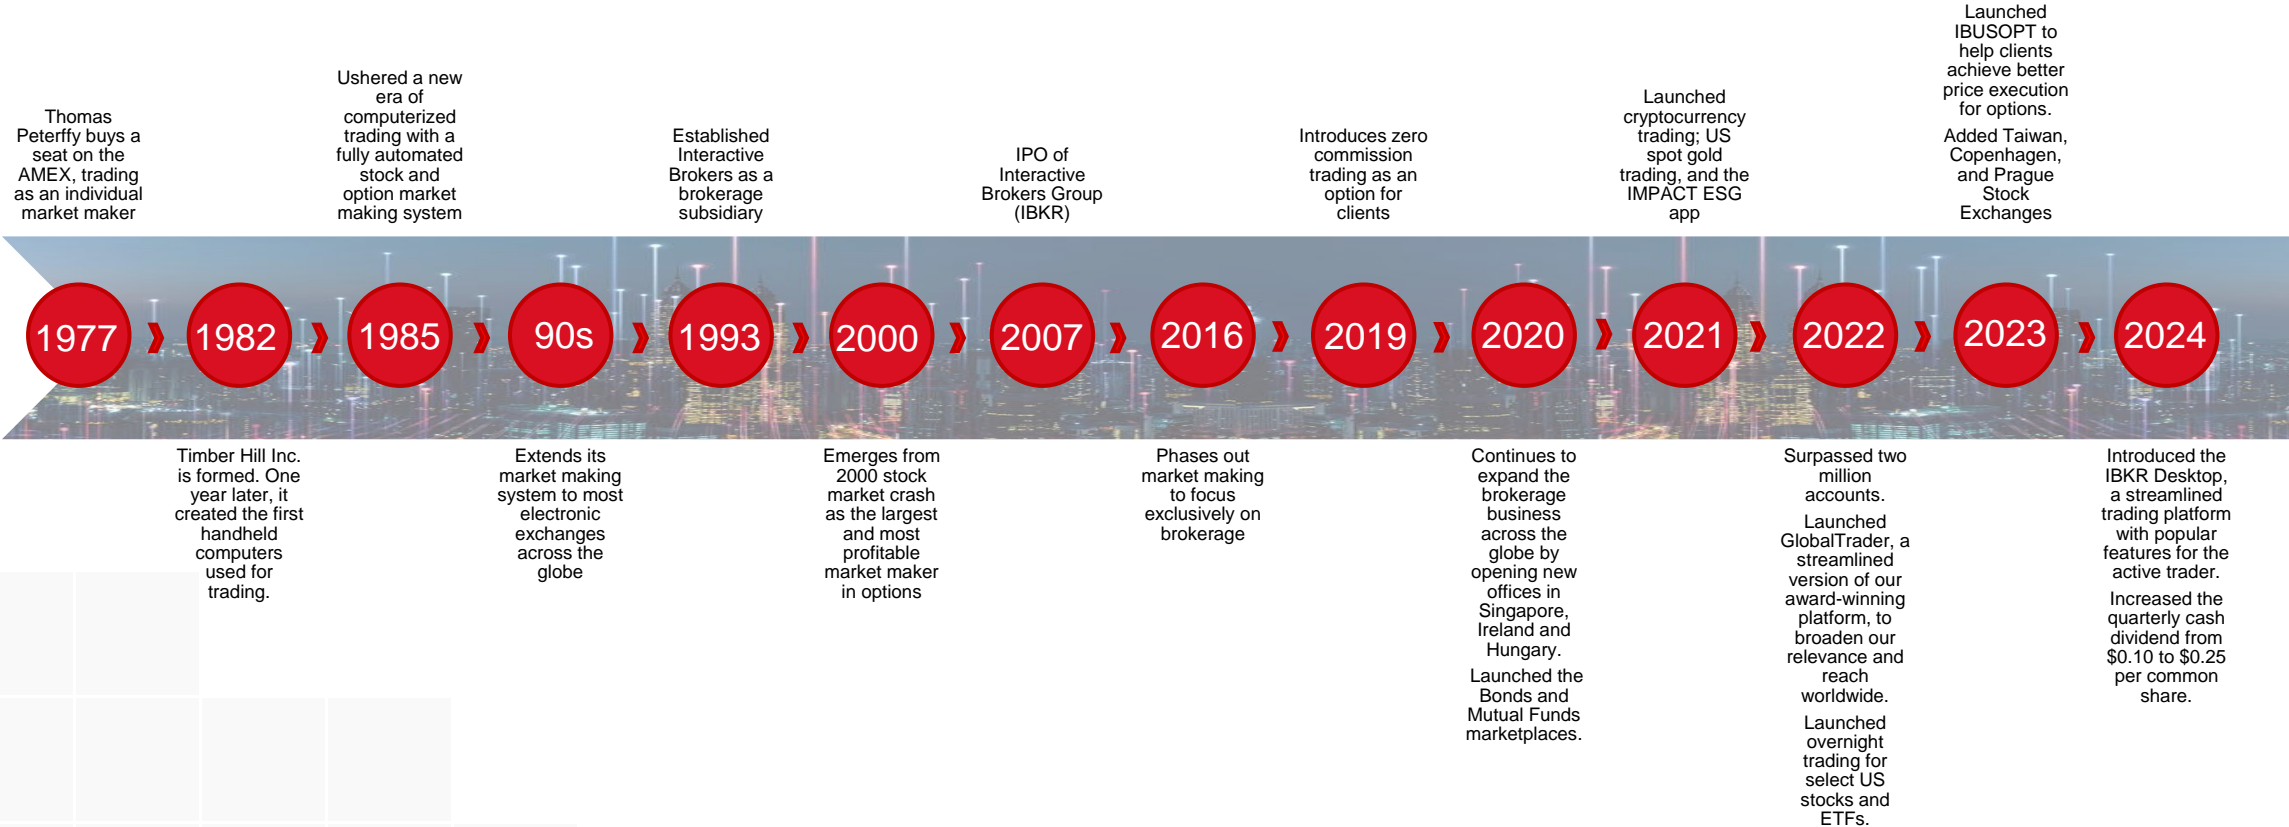 Thomas
Peterffy buys a
seat on the
AMEX, trading
as an individual
market maker
Ushered a new
era of
computerized
trading with a
fully automated
stock and
option market
making system
Established
Interactive
Brokers as a
brokerage
subsidiary
IPO of
Interactive
Brokers Group
(IBKR)
Introduces zero
commission
trading as an
option for
clients
Launched
cryptocurrency
trading; US
spot gold
trading, and the
IMPACT ESG
app
Launched
IBUSOPT to
help clients
achieve better
price execution
for options.
Added Taiwan,
Copenhagen,
and Prague
Stock
Exchanges
1977
1982
1985
90s
1993
2000
2007
2016
2019
2020
2021
2022
2023
2024
Timber Hill Inc.
is formed. One
year later, it
created the first
handheld
computers
used for
trading.
Extends its
market making
system to most
electronic
exchanges
across the
globe
Emerges from
2000 stock
market crash
as the largest
and most
profitable
market maker
in options
Phases out
market making
to focus
exclusively on
brokerage
Continues to
expand the
brokerage
business
across the
globe by
opening new
offices in
Singapore,
Ireland and
Hungary.
Launched the
Bonds and
Mutual Funds
marketplaces.
Surpassed two
million
accounts.
Launched
GlobalTrader, a
streamlined
version of our
award-winning
platform, to
broaden our
relevance and
reach
worldwide.
Launched
overnight
trading for
select US
stocks and
ETFs.
Introduced the
IBKR Desktop,
a streamlined
trading platform
with popular
features for the
active trader.
Increased the
quarterly cash
dividend from
$0.10 to $0.25
per common
share.